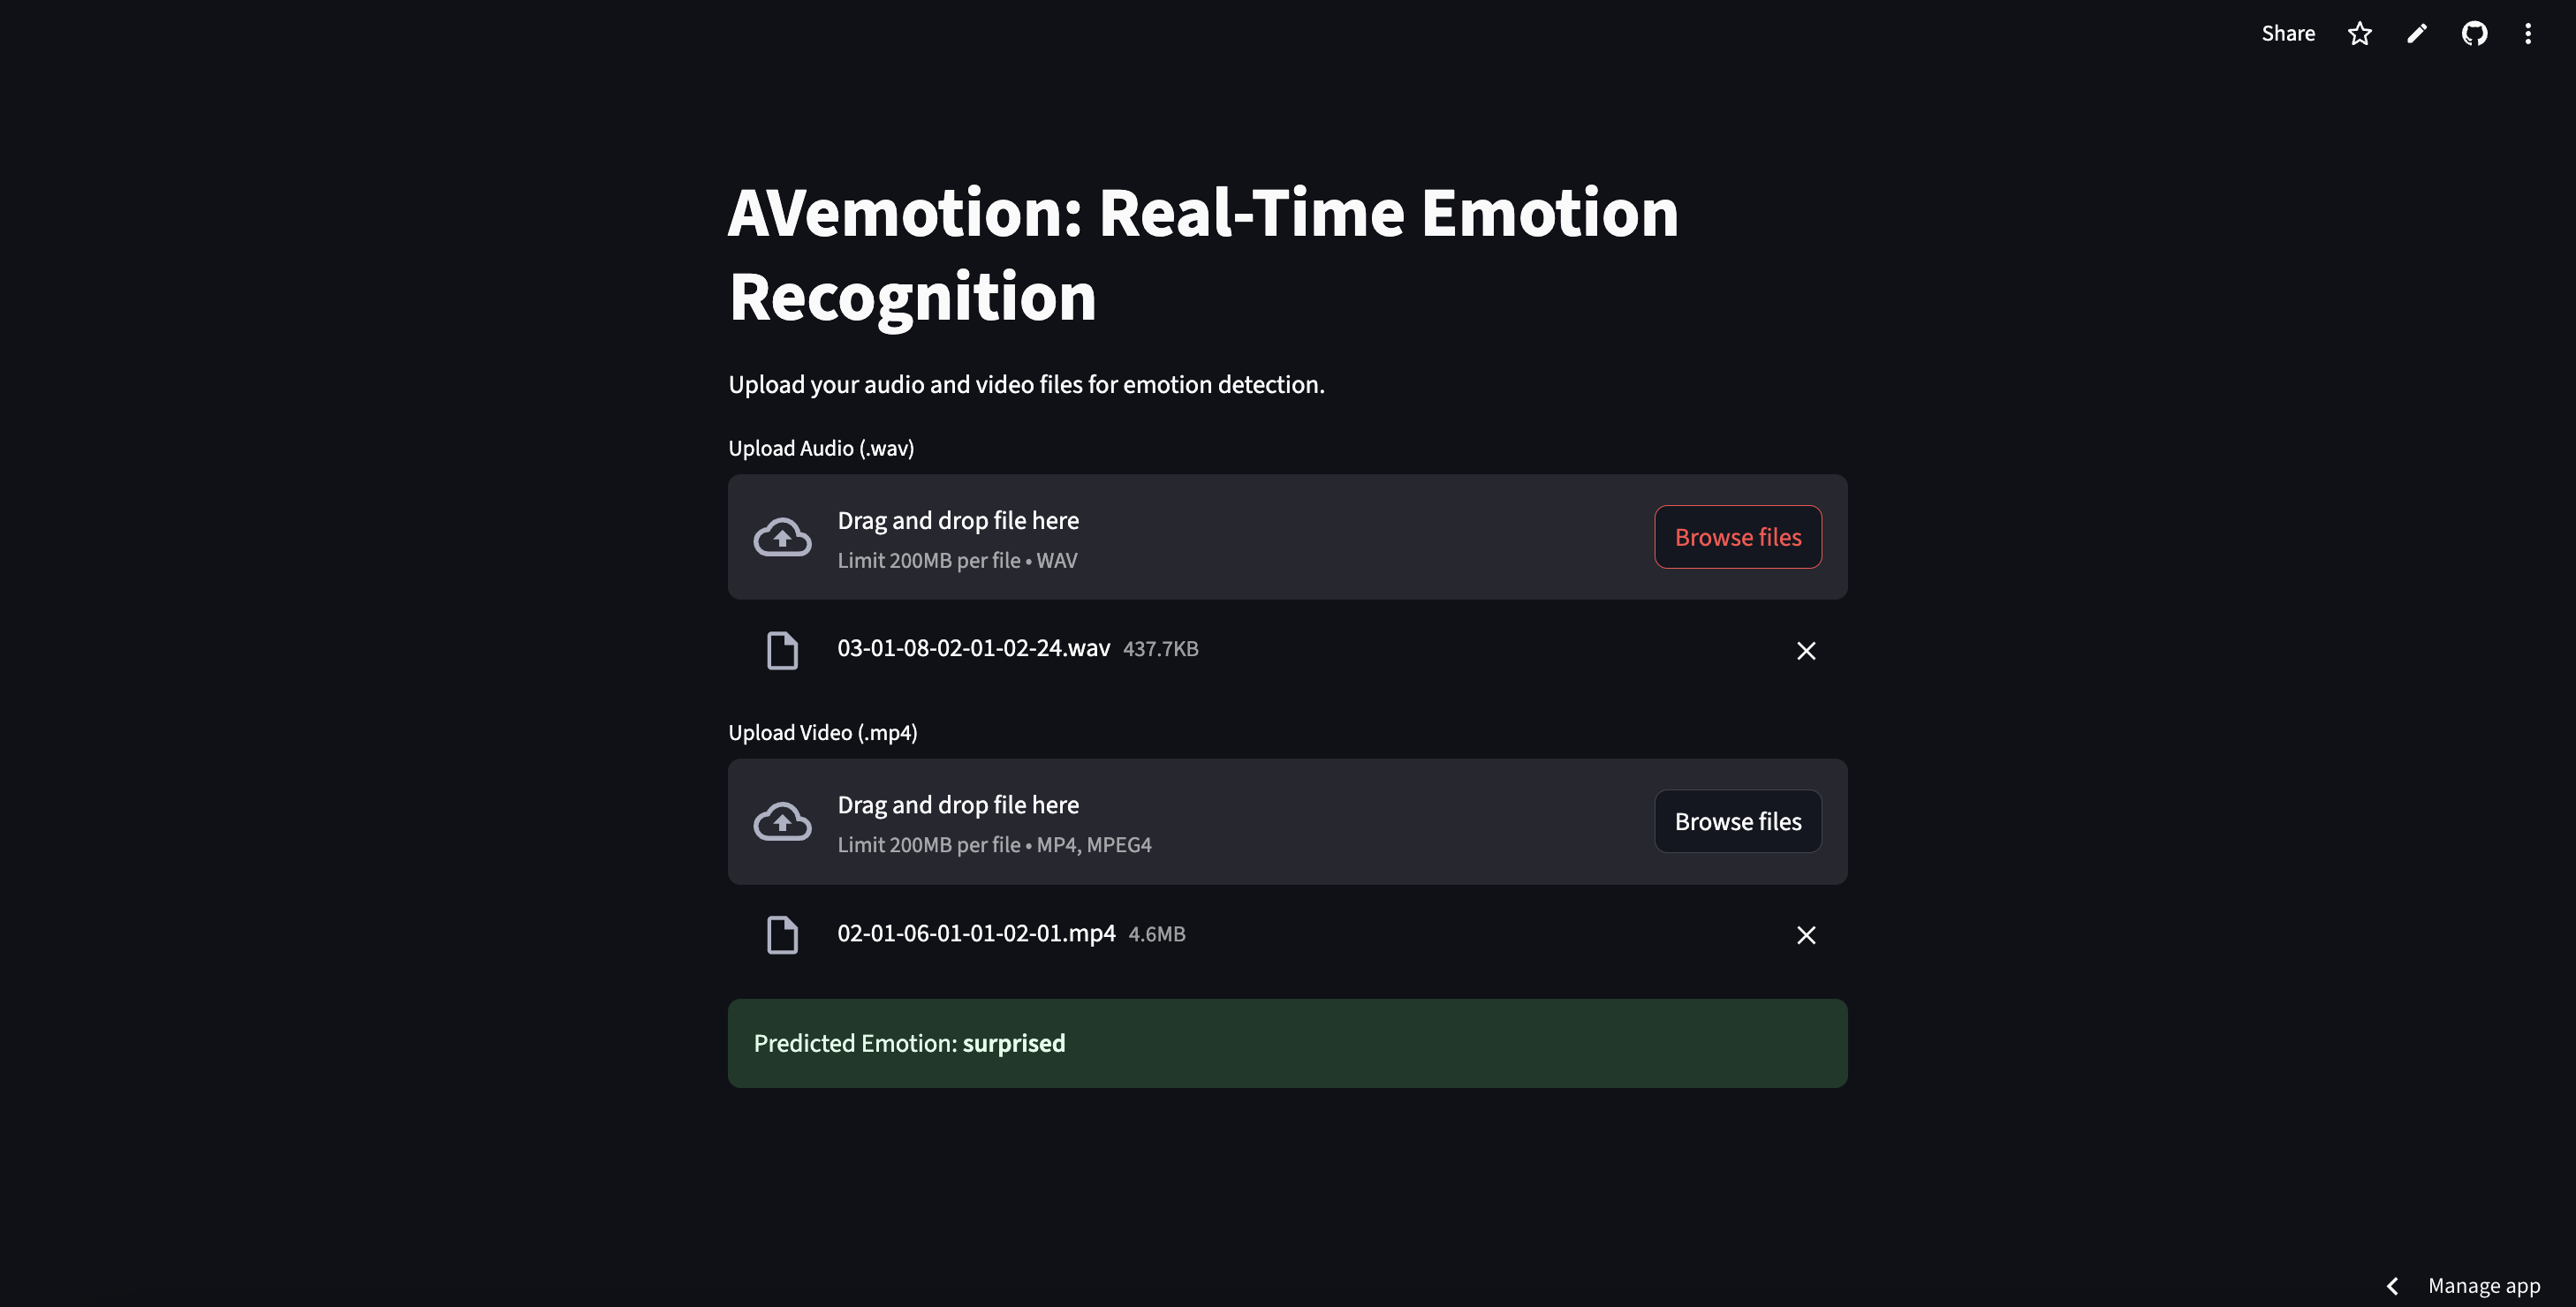 Share
AVemotion: Real-Time Emotion
Recognition
Upload your audio and video files for emotion detection.
Upload Audio (.wav)
Drag and drop file here
Limit 200MB per file • WAV
Browse files
03-01-08-02-01-02-24.wav 437.7KB
Upload Video (.mp4)
Drag and drop file here
Limit 200MB per file • MP4, MPEG4
Browse files
02-01-06-01-01-02-01.mp4 4.6MB
Predicted Emotion: surprised
Manage app